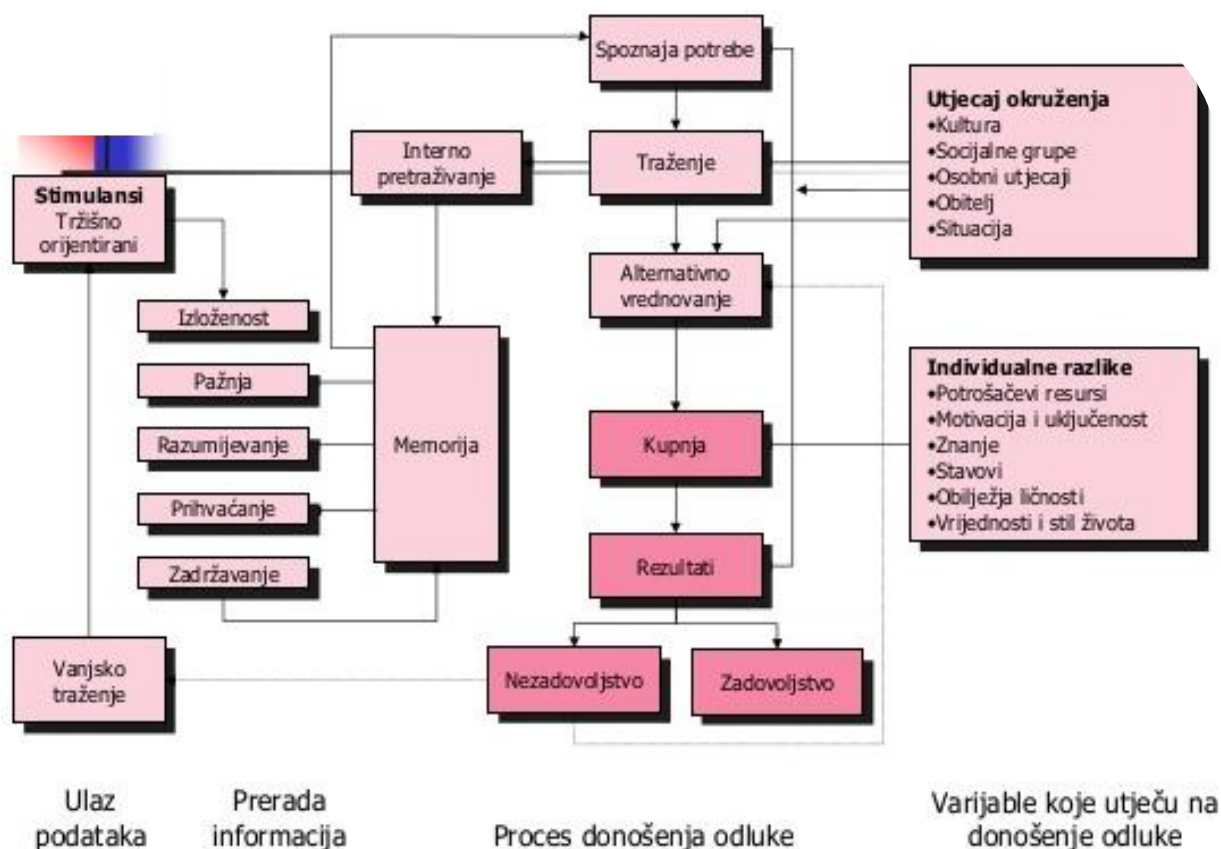 Spoznaja potrebe
Utjecaj okruženja
•Kultura
•Socijalne grupe
•Osobni utjecaji
•Obitelj
•Situacija
Interno
pretraživanje
Traženje
Stimulansi
Tržišno
orijentirani
Alternativno
vrednovanje
Izloženost
Pažnja
Razumijevanje
Prihvaćanje
Zadržavanje
Memorija
Individualne razlike
•Potrošačevi resursi
•Motivacija i uključenost
•Znanje
•Stavovi
•Obilježja ličnosti
•Vrijednosti i stil života
Kupnja
Rezultati
Vanjsko
traženje
Nezadovoljstvo
Zadovoljstvo
Ulaz
podataka
Prerada
informacija
Proces donošenja odluke
Varijable koje utječu na
donošenje odluke